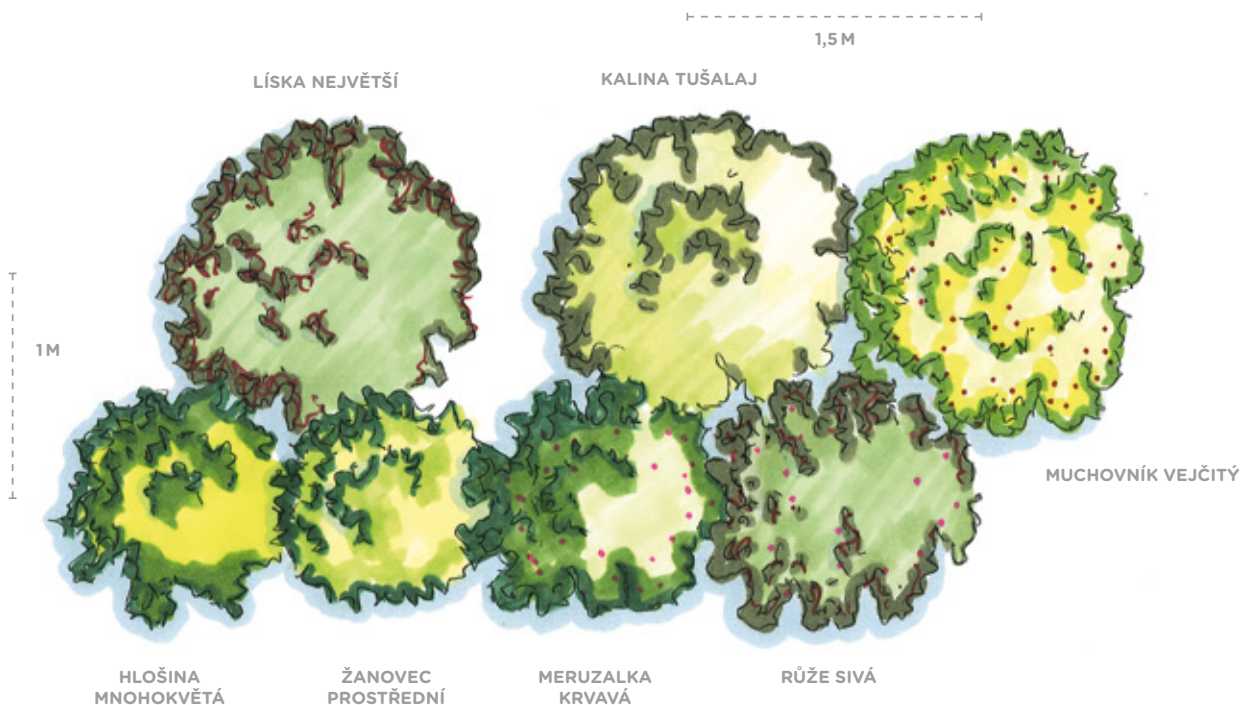 1,5 M
LÍSKA NEJVĚTŠÍ
KALINA TUŠALAJ
1 M
MUCHOVNÍK VEJČITÝ
HLOŠINA
MNOHOKVĚTÁ
ŽANOVEC
PROSTŘEDNÍ
MERUZALKA
KRVAVÁ
RŮŽE SIVÁ